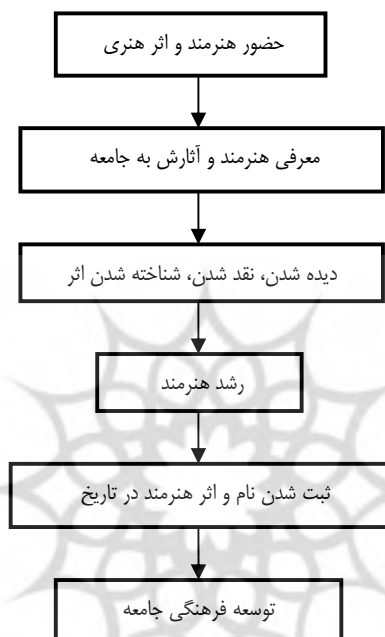 حضور هنرمند و اثر هنری
معرفی هنرمند و آثارش به جامعه
دیده شدن، نقد شدن، شناخته شدن اثر
رشد هنرمند
ثبت شدن نام و اثر هنرمند در تاریخ
توسعه فرهنگی جامعه